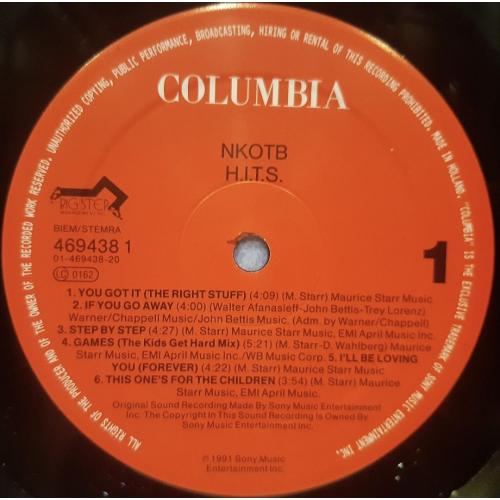 ALL RIGHTS OF THE PRODUCER AND OF THE OWNER OF THE RECORDED WORK RESERVED. UNAUTHORIZED COPYING, PUBLIC PERFORMANCE, BROADCASTING, HIRING OR RENTAL OF THIS RECORDING PROHIBITED. MADE IN HOLLAND. "COLUMBIA" IS THE EXCLUSIVE TRADEMARK OF SONY MUSIC ENTERTAINMENT INC.
COLUMBIA
NKOTB
H.I.T.S.
BIGSTEP
BIEM/STEMRA
469438 1
01-469438-20
LC 0162
1
1. YOU GOT IT (THE RIGHT STUFF) (4:09) (M. Starr) Maurice Starr Music
2. IF YOU GO AWAY (4:00) (Walter Afanasieff-John Bettis-Trey Lorenz)
Warner/Chappell Music/John Bettis Music. (Adm. by Warner/Chappell)
3. STEP BY STEP (4:27) (M. Starr) Maurice Starr Music, EMI April Music Inc.
4. GAMES (The Kids Get Hard Mix) (5:21) (M. Starr-D. Wahlberg) Maurice
Starr Music, EMI April Music Inc./WB Music Corp. 5. I'LL BE LOVING
YOU (FOREVER) (4:22) (M. Starr) Maurice Starr Music
6. THIS ONE'S FOR THE CHILDREN (3:54) (M. Starr) Maurice
Starr Music, EMI April Music.
Original Sound Recording Made By Sony Music Entertainment
Inc. The Copyright In This Sound Recording is Owned By
Sony Music Entertainment Inc.
℗ 1991 Sony Music
Entertainment Inc.